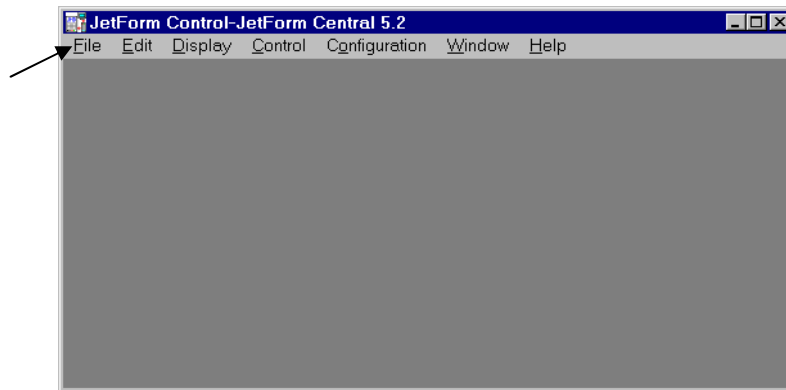 JetForm Control-JetForm Central 5.2
File Edit Display Control Configuration Window Help